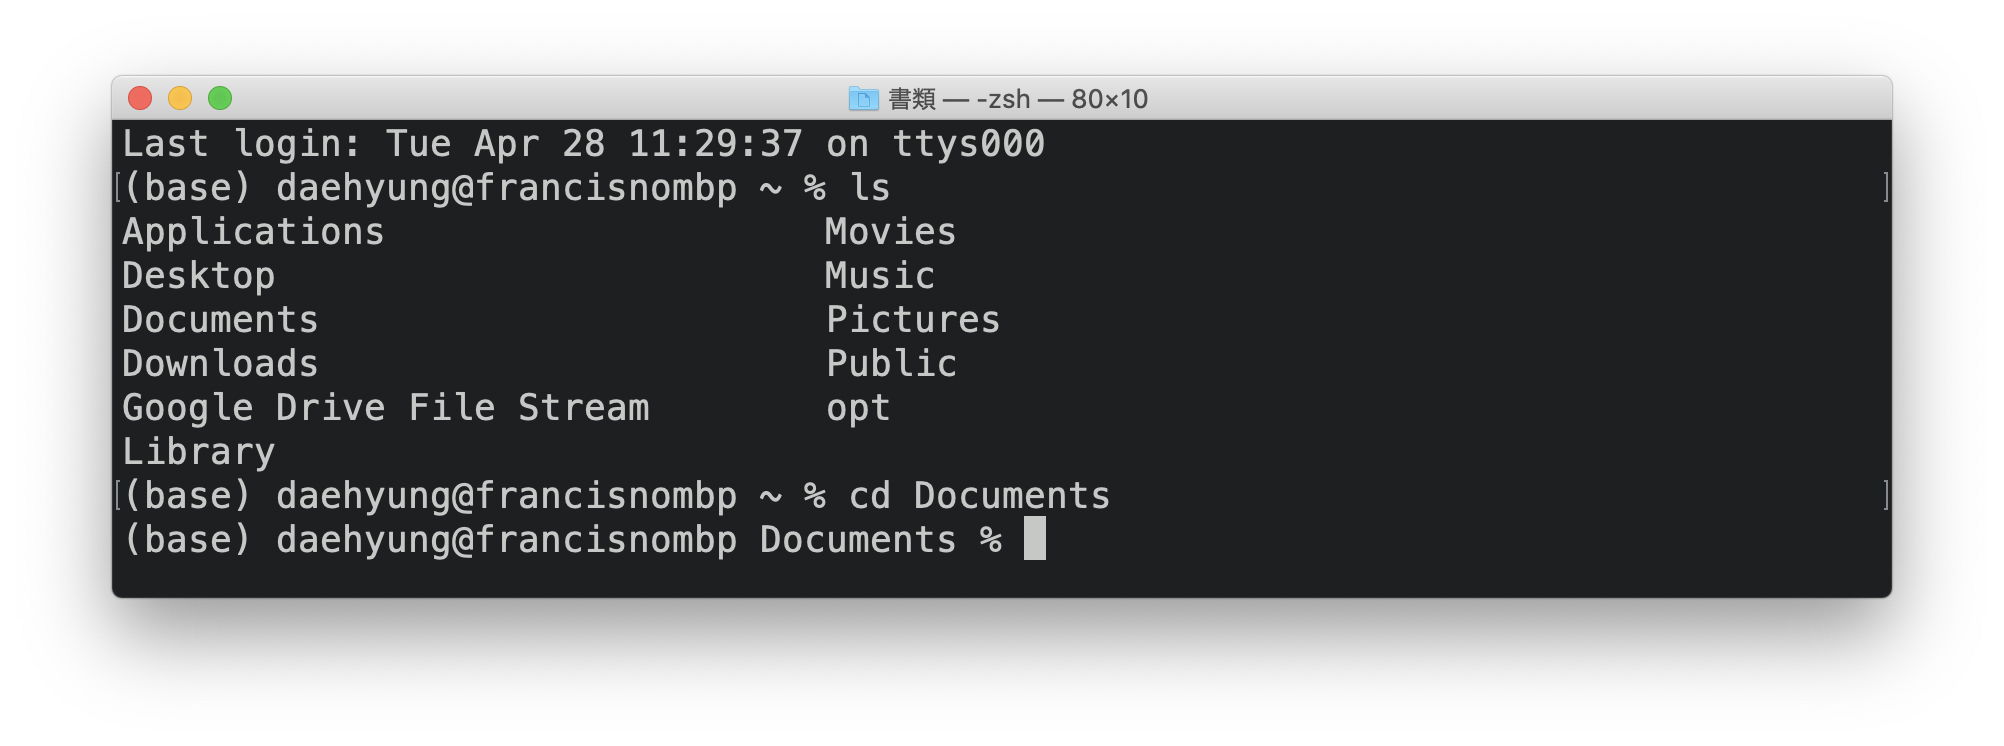 書類 — -zsh — 80×10
Last login: Tue Apr 28 11:29:37 on ttys000
[(base) daehyung@francisnombp ~ % ls ]
Applications Movies
Desktop Music
Documents Pictures
Downloads Public
Google Drive File Stream opt
Library
[(base) daehyung@francisnombp ~ % cd Documents ]
(base) daehyung@francisnombp Documents %